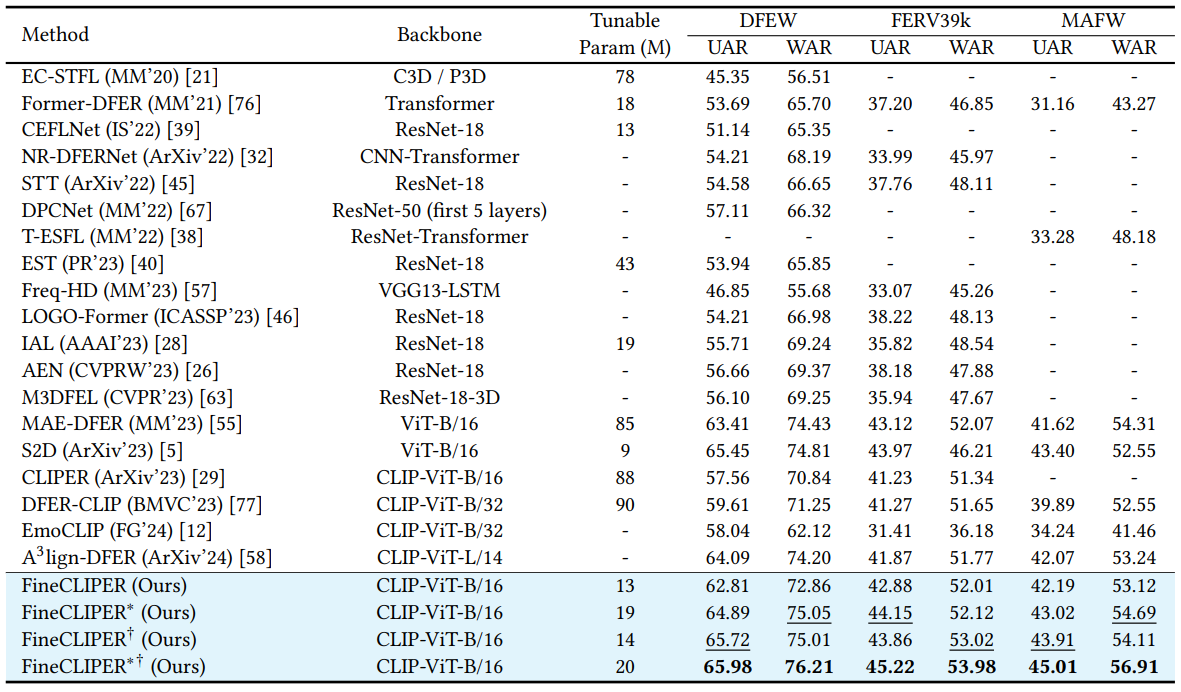 Method Backbone Tunable Param (M) DFEW FERV39k MAFW
UAR WAR UAR WAR UAR WAR
EC-STFL (MM'20) [21] C3D / P3D 78 45.35 56.51 - - - -
Former-DFER (MM'21) [76] Transformer 18 53.69 65.70 37.20 46.85 31.16 43.27
CEFLNet (IS'22) [39] ResNet-18 13 51.14 65.35 - - - -
NR-DFERNet (ArXiv'22) [32] CNN-Transformer - 54.21 68.19 33.99 45.97 - -
STT (ArXiv'22) [45] ResNet-18 - 54.58 66.65 37.76 48.11 - -
DPCNet (MM'22) [67] ResNet-50 (first 5 layers) - 57.11 66.32 - - - -
T-ESFL (MM'22) [38] ResNet-Transformer - - - - - 33.28 48.18
EST (PR'23) [40] ResNet-18 43 53.94 65.85 - - - -
Freq-HD (MM'23) [57] VGG13-LSTM - 46.85 55.68 33.07 45.26 - -
LOGO-Former (ICASSP'23) [46] ResNet-18 - 54.21 66.98 38.22 48.13 - -
IAL (AAAI'23) [28] ResNet-18 19 55.71 69.24 35.82 48.54 - -
AEN (CVPRW'23) [26] ResNet-18 - 56.66 69.37 38.18 47.88 - -
M3DFEL (CVPR'23) [63] ResNet-18-3D - 56.10 69.25 35.94 47.67 - -
MAE-DFER (MM'23) [55] ViT-B/16 85 63.41 74.43 43.12 52.07 41.62 54.31
S2D (ArXiv'23) [5] ViT-B/16 9 65.45 74.81 43.97 46.21 43.40 52.55
CLIPER (ArXiv'23) [29] CLIP-ViT-B/16 88 57.56 70.84 41.23 51.34 - -
DFER-CLIP (BMVC'23) [77] CLIP-ViT-B/32 90 59.61 71.25 41.27 51.65 39.89 52.55
EmoCLIP (FG'24) [12] CLIP-ViT-B/32 - 58.04 62.12 31.41 36.18 34.24 41.46
A³lign-DFER (ArXiv'24) [58] CLIP-ViT-L/14 - 64.09 74.20 41.87 51.77 42.07 53.24
FineCLIPER (Ours) CLIP-ViT-B/16 13 62.81 72.86 42.88 52.01 42.19 53.12
FineCLIPER* (Ours) CLIP-ViT-B/16 19 64.89 75.05 44.15 52.12 43.02 54.69
FineCLIPER† (Ours) CLIP-ViT-B/16 14 65.72 75.01 43.86 53.02 43.91 54.11
FineCLIPER*† (Ours) CLIP-ViT-B/16 20 65.98 76.21 45.22 53.98 45.01 56.91